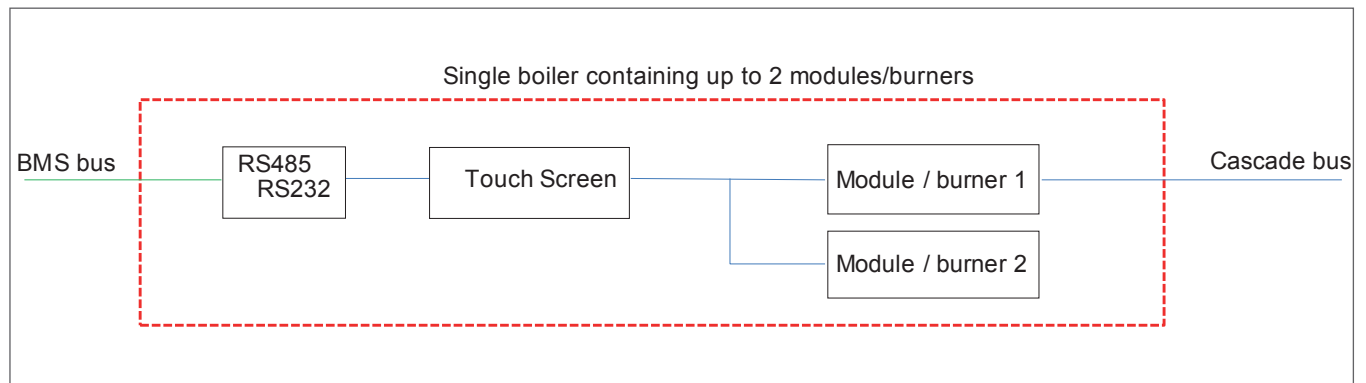 Single boiler containing up to 2 modules/burners
BMS bus
RS485
RS232
Touch Screen
Module / burner 1
Cascade bus
Module / burner 2